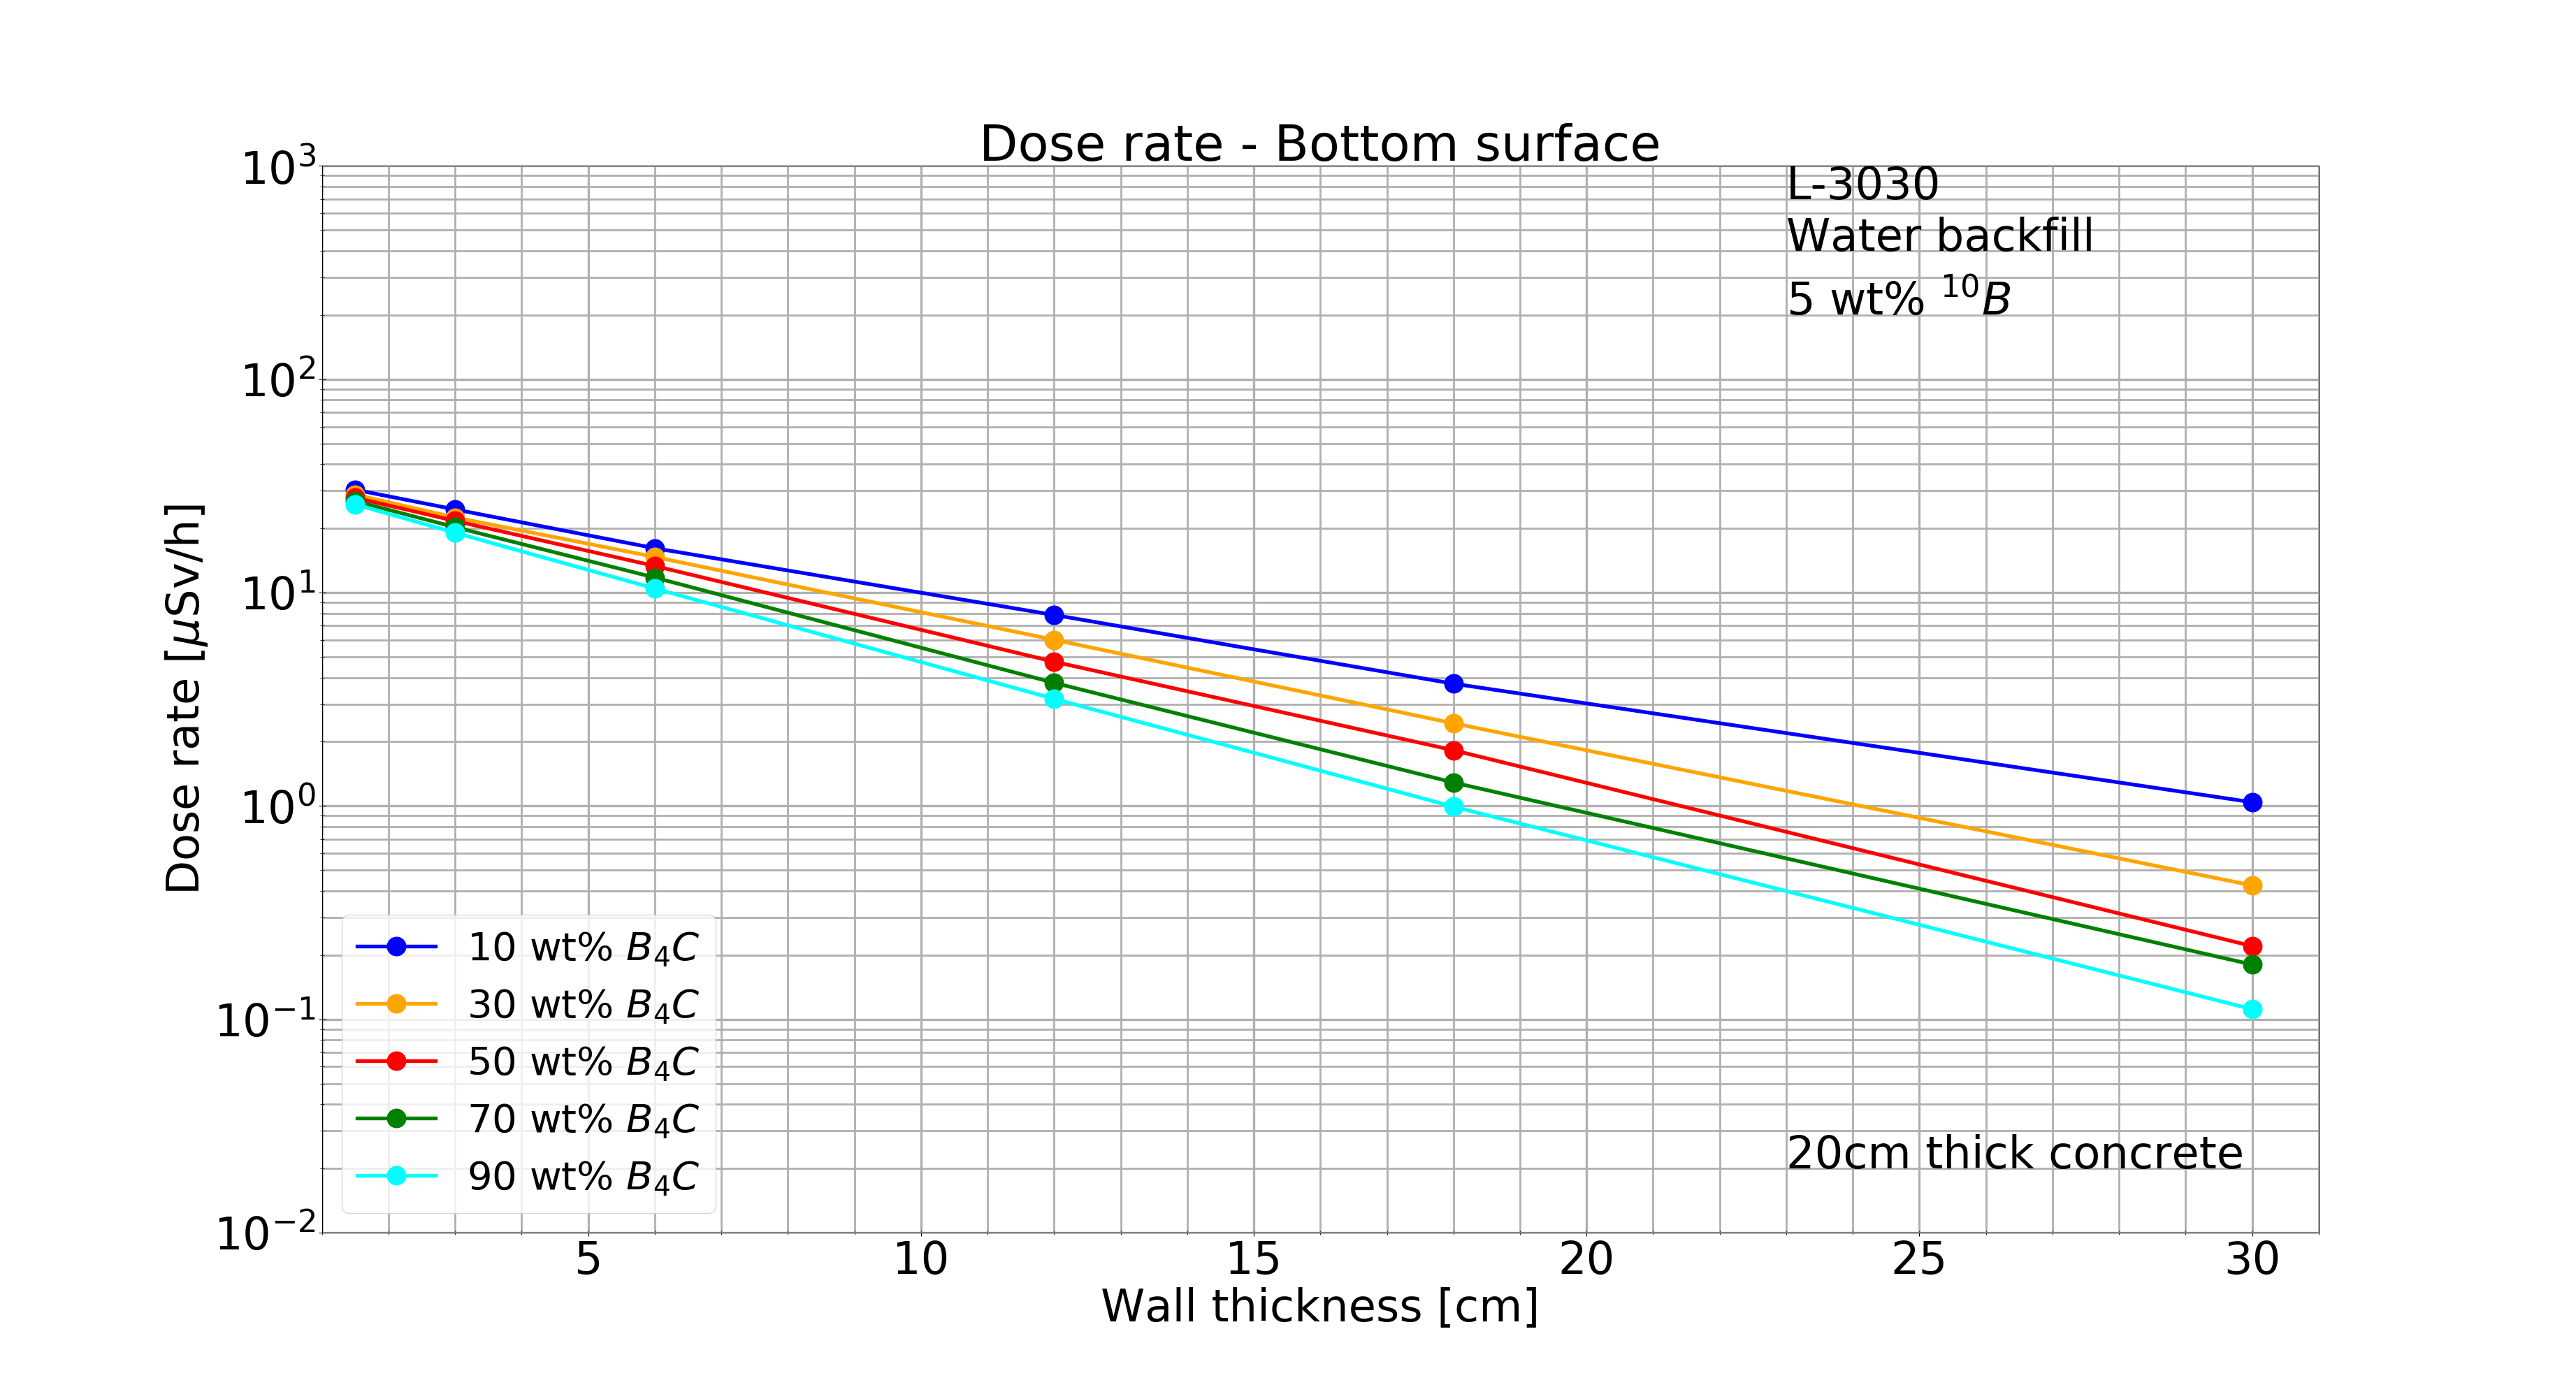 Dose rate - Bottom surface
L-3030
Water backfill
5 wt% ¹⁰B
10³
10²
10¹
10⁰
10⁻¹
10⁻²
Dose rate [μSv/h]
10 wt% B₄C
30 wt% B₄C
50 wt% B₄C
70 wt% B₄C
90 wt% B₄C
20cm thick concrete
5 10 15 20 25 30
Wall thickness [cm]